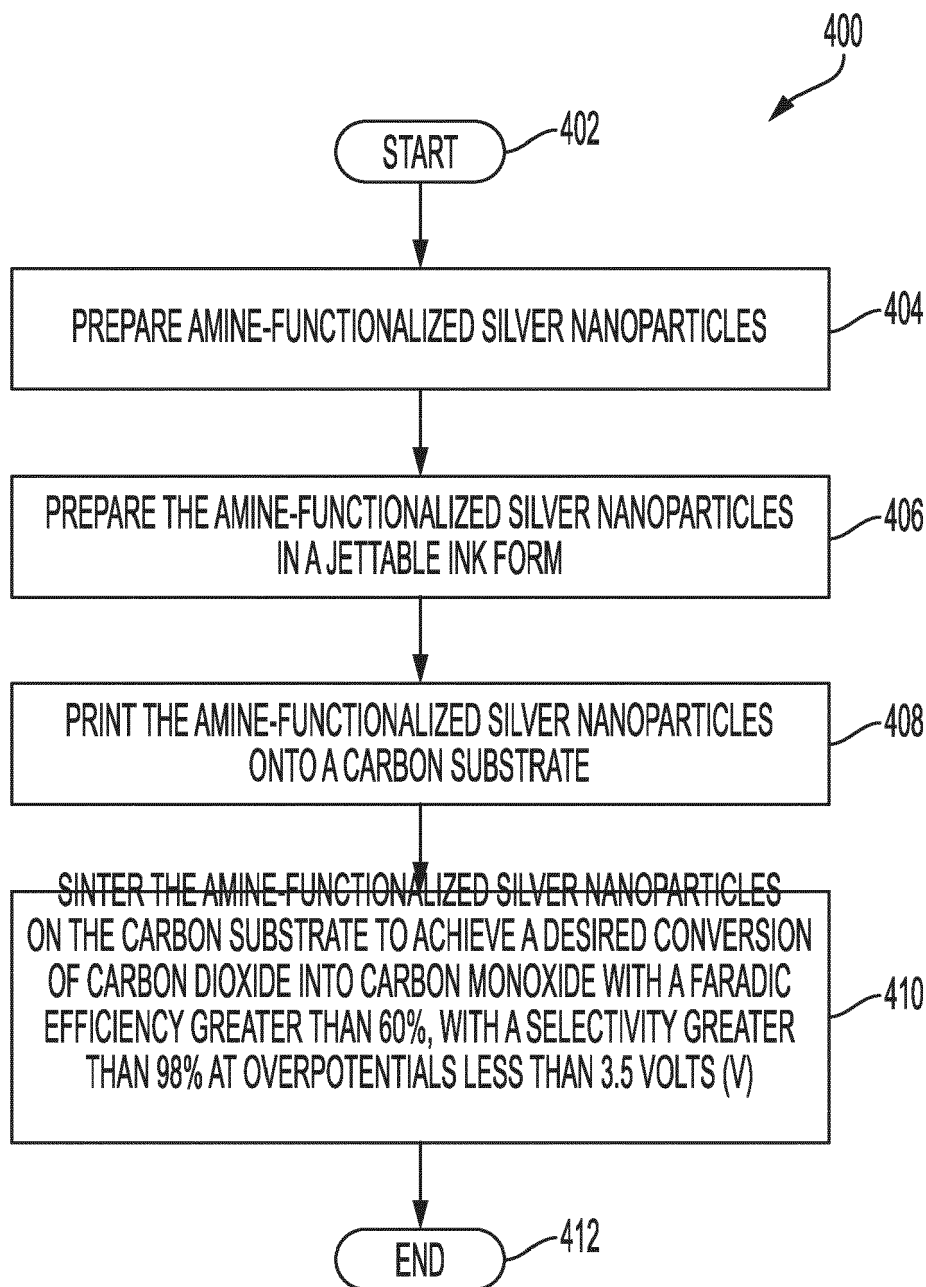 400
START
402
PREPARE AMINE-FUNCTIONALIZED SILVER NANOPARTICLES
404
PREPARE THE AMINE-FUNCTIONALIZED SILVER NANOPARTICLES
IN A JETTABLE INK FORM
406
PRINT THE AMINE-FUNCTIONALIZED SILVER NANOPARTICLES
ONTO A CARBON SUBSTRATE
408
SINTER THE AMINE-FUNCTIONALIZED SILVER NANOPARTICLES
ON THE CARBON SUBSTRATE TO ACHIEVE A DESIRED CONVERSION
OF CARBON DIOXIDE INTO CARBON MONOXIDE WITH A FARADIC
EFFICIENCY GREATER THAN 60%, WITH A SELECTIVITY GREATER
THAN 98% AT OVERPOTENTIALS LESS THAN 3.5 VOLTS (V)
410
END
412